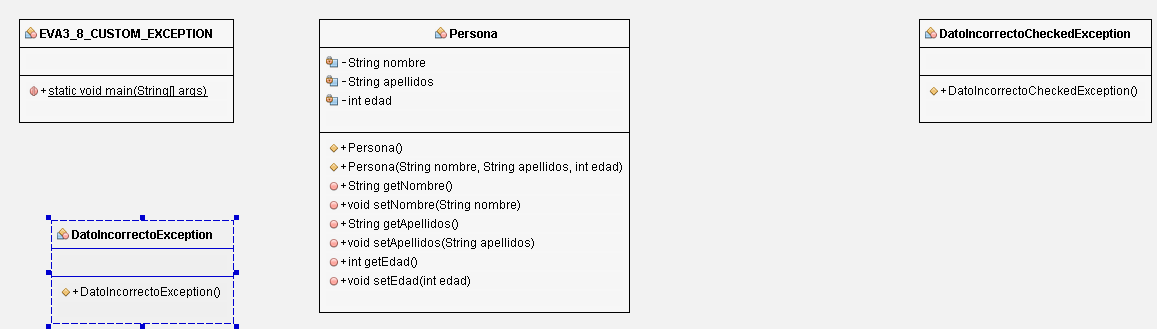 EVA3_8_CUSTOM_EXCEPTION
+static void main(String[] args)
Persona
-String nombre
-String apellidos
-int edad
+Persona()
+Persona(String nombre, String apellidos, int edad)
+String getNombre()
+void setNombre(String nombre)
+String getApellidos()
+void setApellidos(String apellidos)
+int getEdad()
+void setEdad(int edad)
DatoIncorrectoCheckedException
+DatoIncorrectoCheckedException()
DatoIncorrectoException
+DatoIncorrectoException()